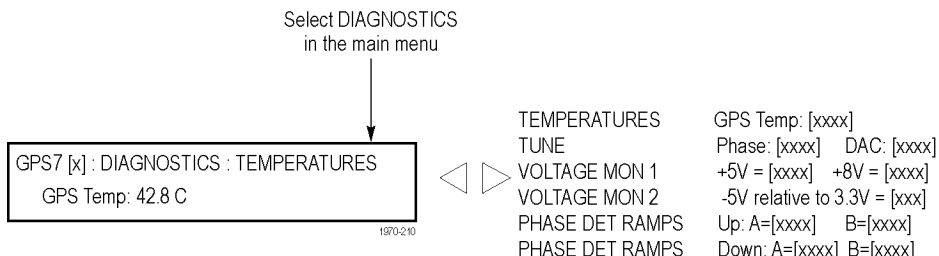 Select DIAGNOSTICS
in the main menu
GPS7 [x] : DIAGNOSTICS : TEMPERATURES
GPS Temp: 42.8 C
1970-210
TEMPERATURES GPS Temp: [xxxx]
TUNE Phase: [xxxx] DAC: [xxxx]
VOLTAGE MON 1 +5V = [xxxx] +8V = [xxxx]
VOLTAGE MON 2 -5V relative to 3.3V = [xxx]
PHASE DET RAMPS Up: A=[xxxx] B=[xxxx]
PHASE DET RAMPS Down: A=[xxxx] B=[xxxx]